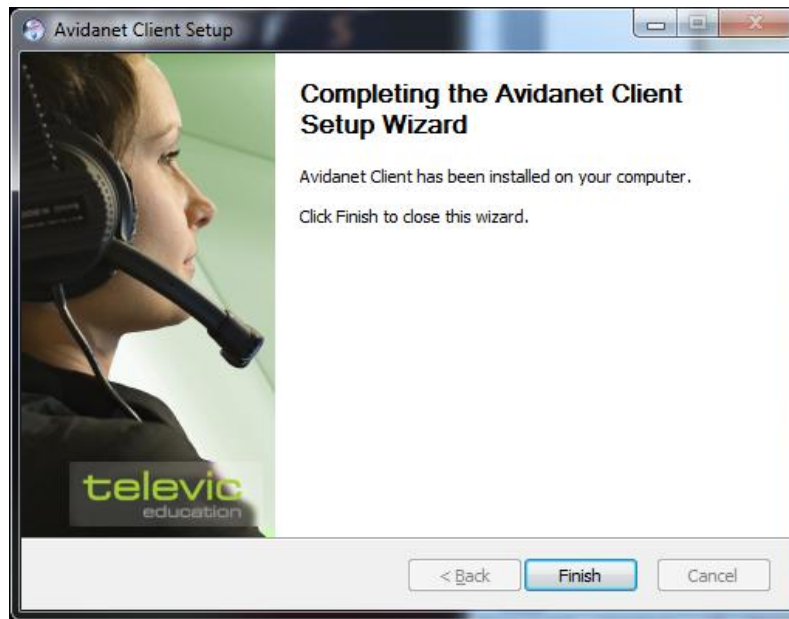 Avidanet Client Setup
Completing the Avidanet Client
Setup Wizard
Avidanet Client has been installed on your computer.
Click Finish to close this wizard.
televic
education
< Back
Finish
Cancel